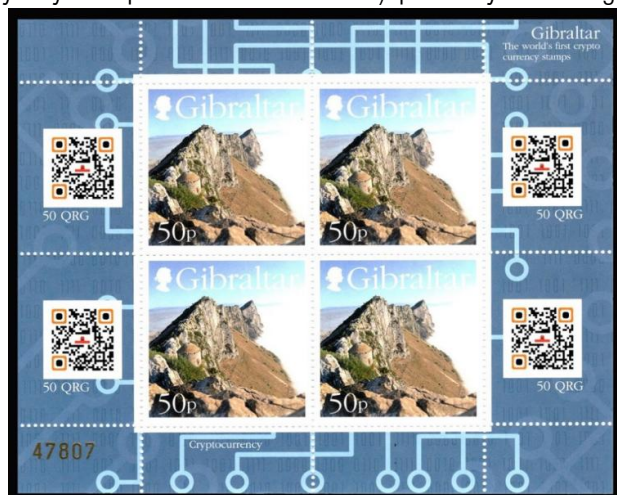 Gibraltar
The world's first crypto
currency stamps
Gibraltar
Gibraltar
50p
50p
50 QRG
50 QRG
Gibraltar
Gibraltar
50p
50p
50 QRG
50 QRG
47807
Cryptocurrency